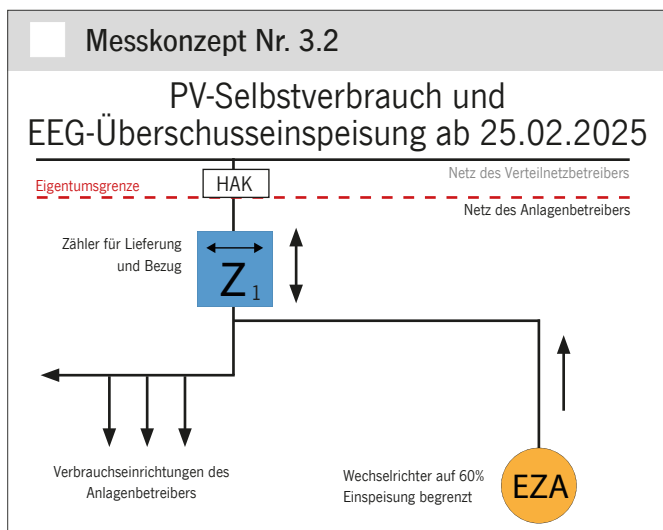 Messkonzept Nr. 3.2
PV-Selbstverbrauch und
EEG-Überschusseinspeisung ab 25.02.2025
Netz des Verteilnetzbetreibers
Eigentumsgrenze
HAK
Netz des Anlagenbetreibers
Zähler für Lieferung
und Bezug
Z1
Verbrauchseinrichtungen des
Anlagenbetreibers
Wechselrichter auf 60%
Einspeisung begrenzt
EZA